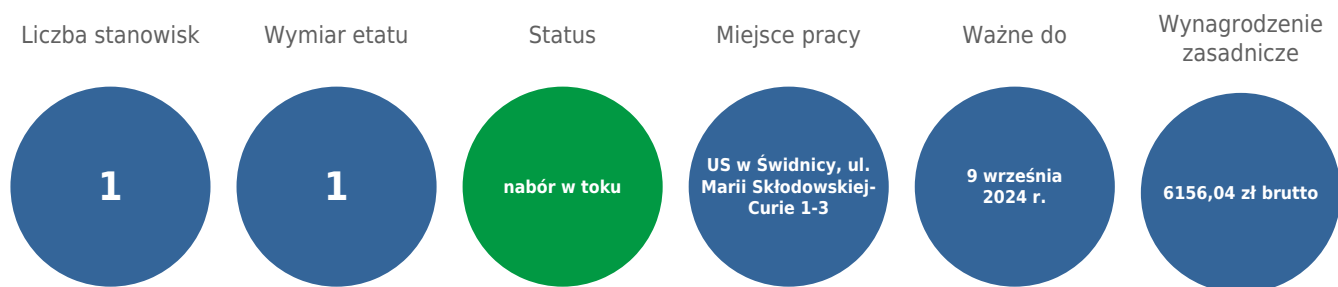 Liczba stanowisk
1
Wymiar etatu
1
Status
nabór w toku
Miejsce pracy
US w Świdnicy, ul.
Marii Skłodowskiej-
Curie 1-3
Ważne do
9 września
2024 r.
Wynagrodzenie
zasadnicze
6156,04 zł brutto